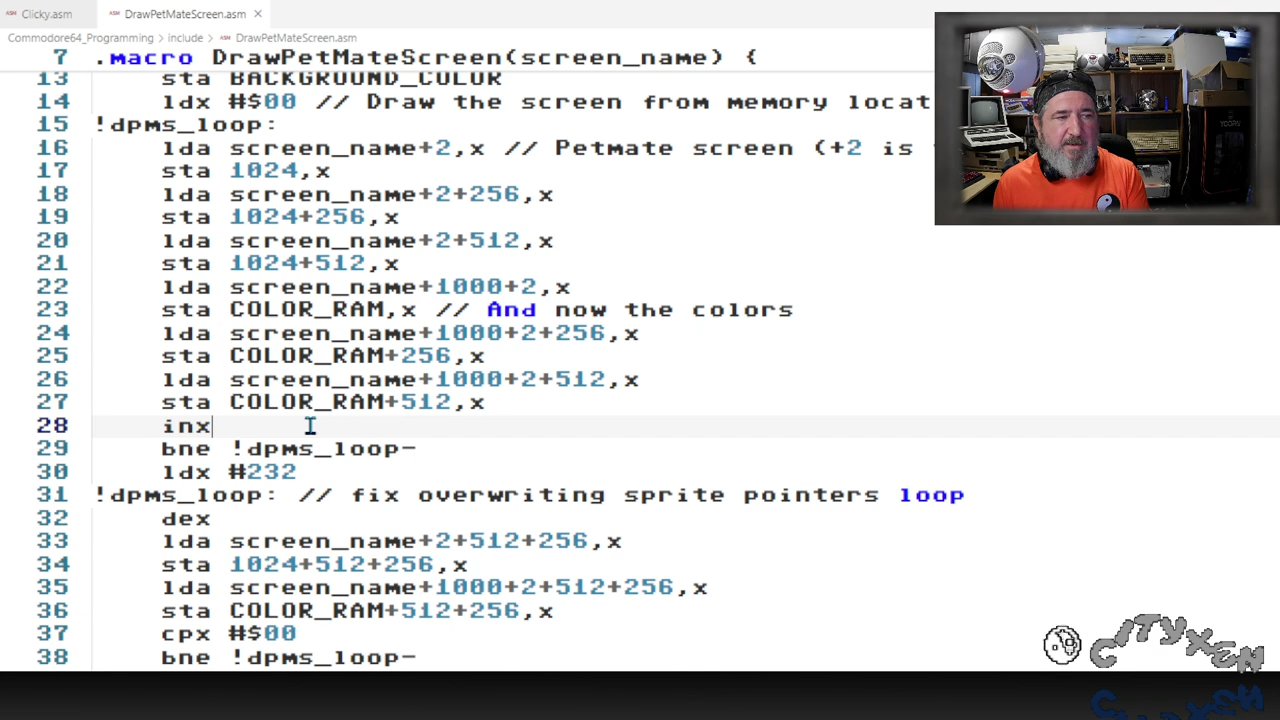 Clicky.asm
DrawPetMateScreen.asm
Commodore64_Programming > include > DrawPetMateScreen.asm
7 .macro DrawPetMateScreen(screen_name) {
13 sta BACKGROUND_COLOR
14 ldx #$00 // Draw the screen from memory locat
15 !dpms_loop:
16 lda screen_name+2,x // Petmate screen (+2 is
17 sta 1024,x
18 lda screen_name+2+256,x
19 sta 1024+256,x
20 lda screen_name+2+512,x
21 sta 1024+512,x
22 lda screen_name+1000+2,x
23 sta COLOR_RAM,x // And now the colors
24 lda screen_name+1000+2+256,x
25 sta COLOR_RAM+256,x
26 lda screen_name+1000+2+512,x
27 sta COLOR_RAM+512,x
28 inx
29 bne !dpms_loop-
30 ldx #232
31 !dpms_loop: // fix overwriting sprite pointers loop
32 dex
33 lda screen_name+2+512+256,x
34 sta 1024+512+256,x
35 lda screen_name+1000+2+512+256,x
36 sta COLOR_RAM+512+256,x
37 cpx #$00
38 bne !dpms_loop-
CITYXEN